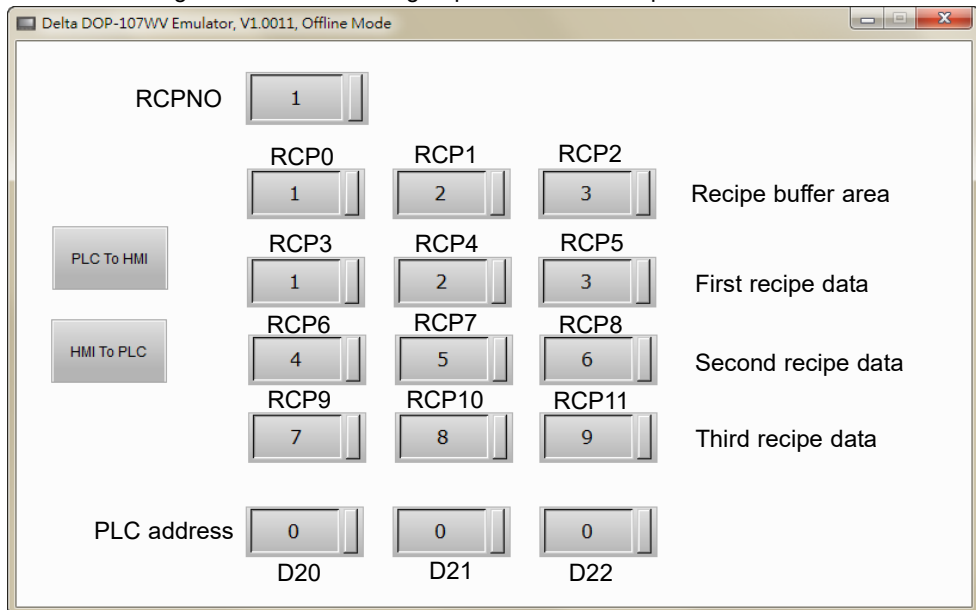 Delta DOP-107WV Emulator, V1.0011, Offline Mode
RCPNO 1
RCP0 RCP1 RCP2
1 2 3 Recipe buffer area
PLC To HMI
RCP3 RCP4 RCP5
1 2 3 First recipe data
HMI To PLC
RCP6 RCP7 RCP8
4 5 6 Second recipe data
RCP9 RCP10 RCP11
7 8 9 Third recipe data
PLC address 0 0 0
D20 D21 D22